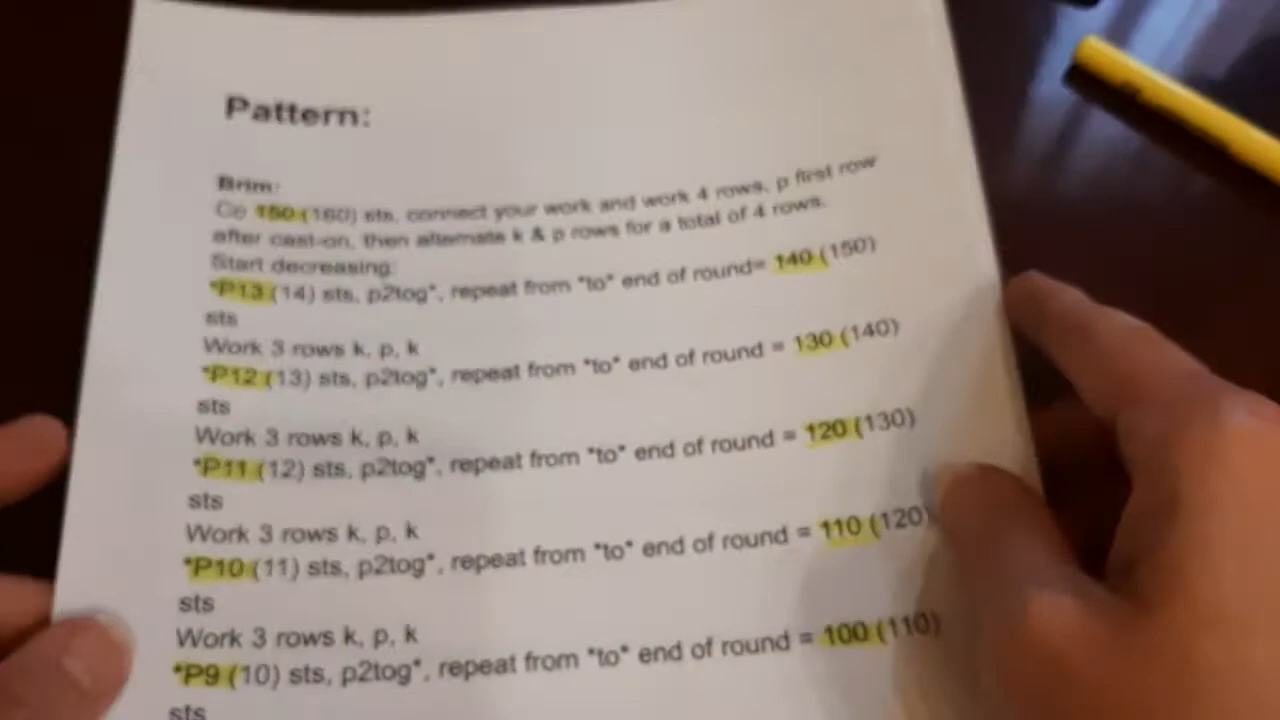 Pattern:
Brim:
Co 150 (160) sts, connect your work and work 4 rows, p first row
after cast-on, then alternate k & p rows for a total of 4 rows.
Start decreasing:
*P13 (14) sts, p2tog*, repeat from *to* end of round= 140 (150)
sts
Work 3 rows k, p, k
*P12 (13) sts, p2tog*, repeat from *to* end of round = 130 (140)
sts
Work 3 rows k, p, k
*P11 (12) sts, p2tog*, repeat from *to* end of round = 120 (130)
sts
Work 3 rows k, p, k
*P10 (11) sts, p2tog*, repeat from *to* end of round = 110 (120)
sts
Work 3 rows k, p, k
*P9 (10) sts, p2tog*, repeat from *to* end of round = 100 (110)
sts